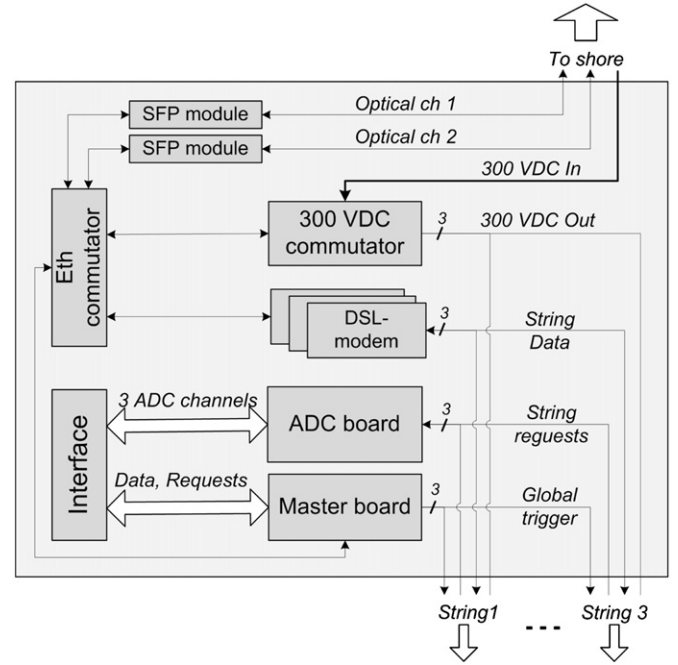 To shore
SFP module
Optical ch 1
SFP module
Optical ch 2
300 VDC In
Eth
commutator
300 VDC
commutator
3
300 VDC Out
DSL-
modem
3
String
Data
Interface
3 ADC channels
ADC board
3
String
reguests
Data, Requests
Master board
3
Global
trigger
String1
String 3